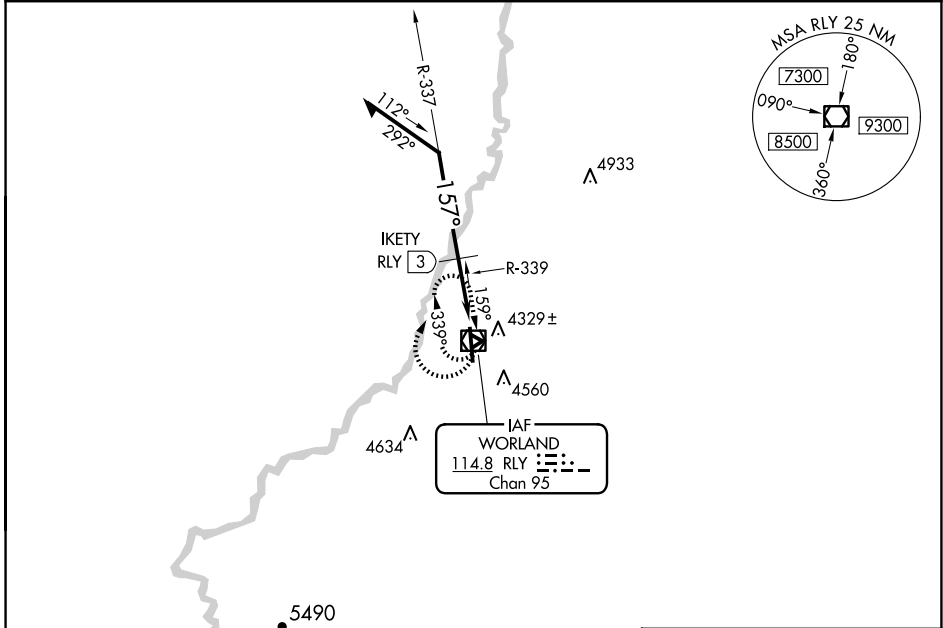 MSA RLY 25 NM
180°
7300
090°
9300
8500
360°
R-337
112°
292°
4933
157°
IKETY
RLY 3
R-339
159°
339°
4329±
4560
4634
IAF
WORLAND
114.8 RLY
Chan 95
5490